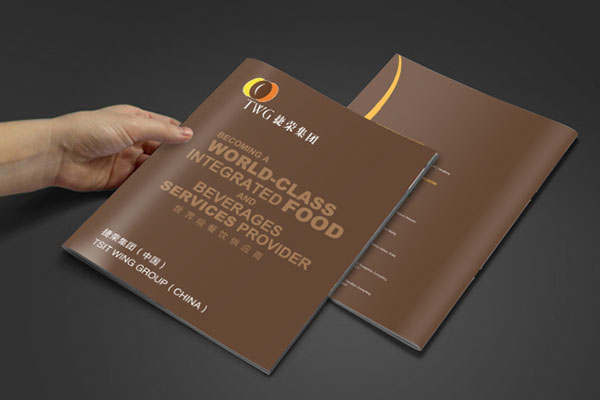 TWG 捷荣集团
BECOMING A
WORLD-CLASS
INTEGRATED FOOD
AND
BEVERAGES
SERVICES PROVIDER
世界级餐饮供应商
捷荣集团（中国）
TSIT WING GROUP（CHINA）